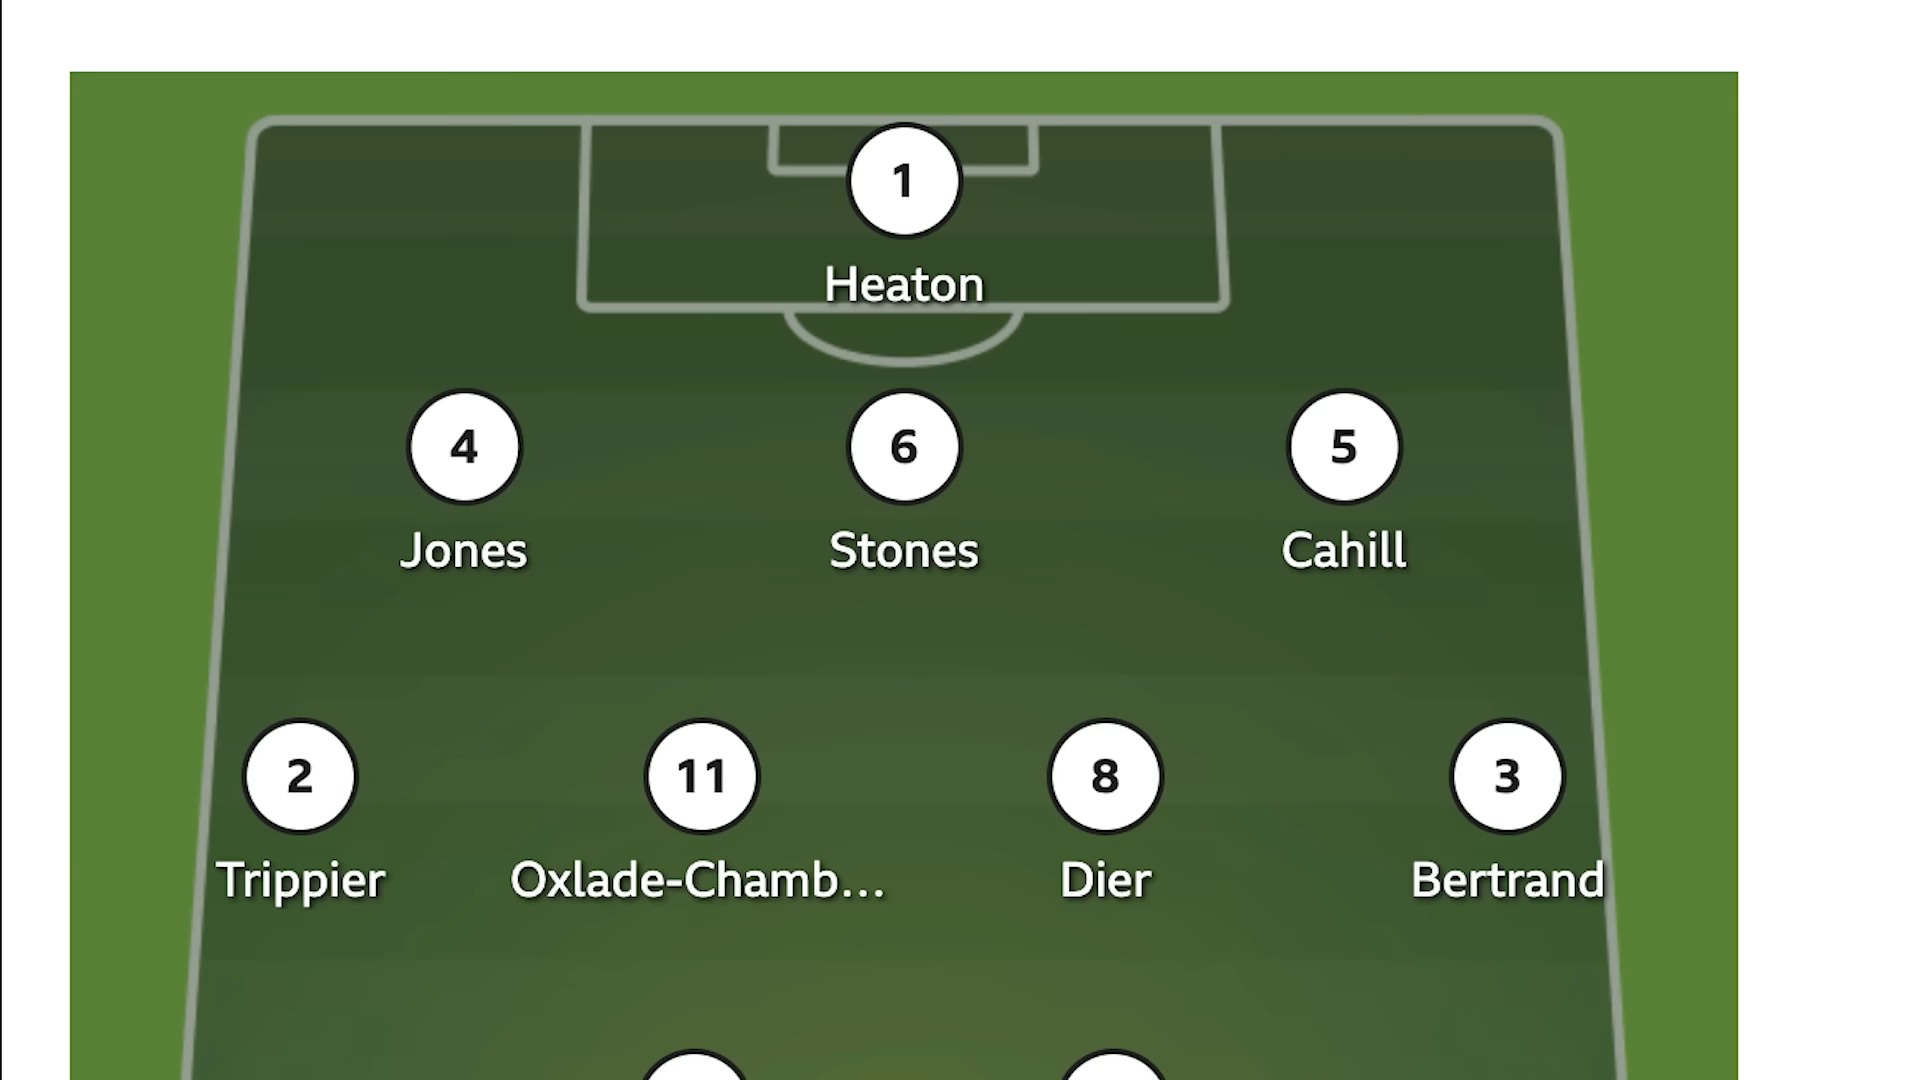 1
Heaton
4 6 5
Jones Stones Cahill
2 11 8 3
Trippier Oxlade-Chamb... Dier Bertrand